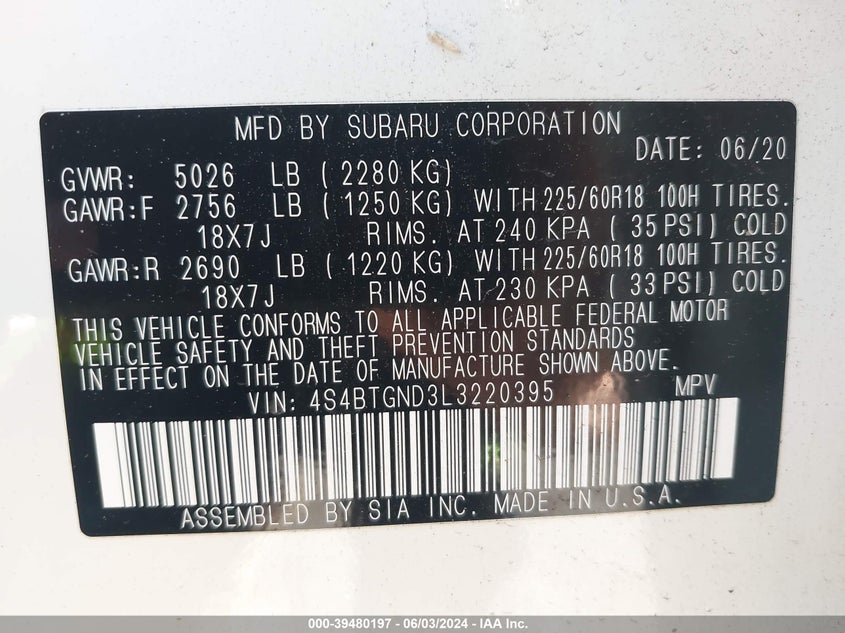 MFD BY SUBARU CORPORATION
DATE: 06/20
GVWR: 5026 LB ( 2280 KG)
GAWR:F 2756 LB ( 1250 KG) WITH 225/60R18 100H TIRES.
18X7J RIMS. AT 240 KPA ( 35 PSI) COLD
GAWR:R 2690 LB ( 1220 KG) WITH 225/60R18 100H TIRES.
18X7J RIMS. AT 230 KPA ( 33 PSI) COLD
THIS VEHICLE CONFORMS TO ALL APPLICABLE FEDERAL MOTOR
VEHICLE SAFETY AND THEFT PREVENTION STANDARDS
IN EFFECT ON THE DATE OF MANUFACTURE SHOWN ABOVE.
VIN: 4S4BTGND3L3220395 MPV
ASSEMBLED BY SIA INC. MADE IN U.S.A.
000-39480197 - 06/03/2024 - IAA Inc.